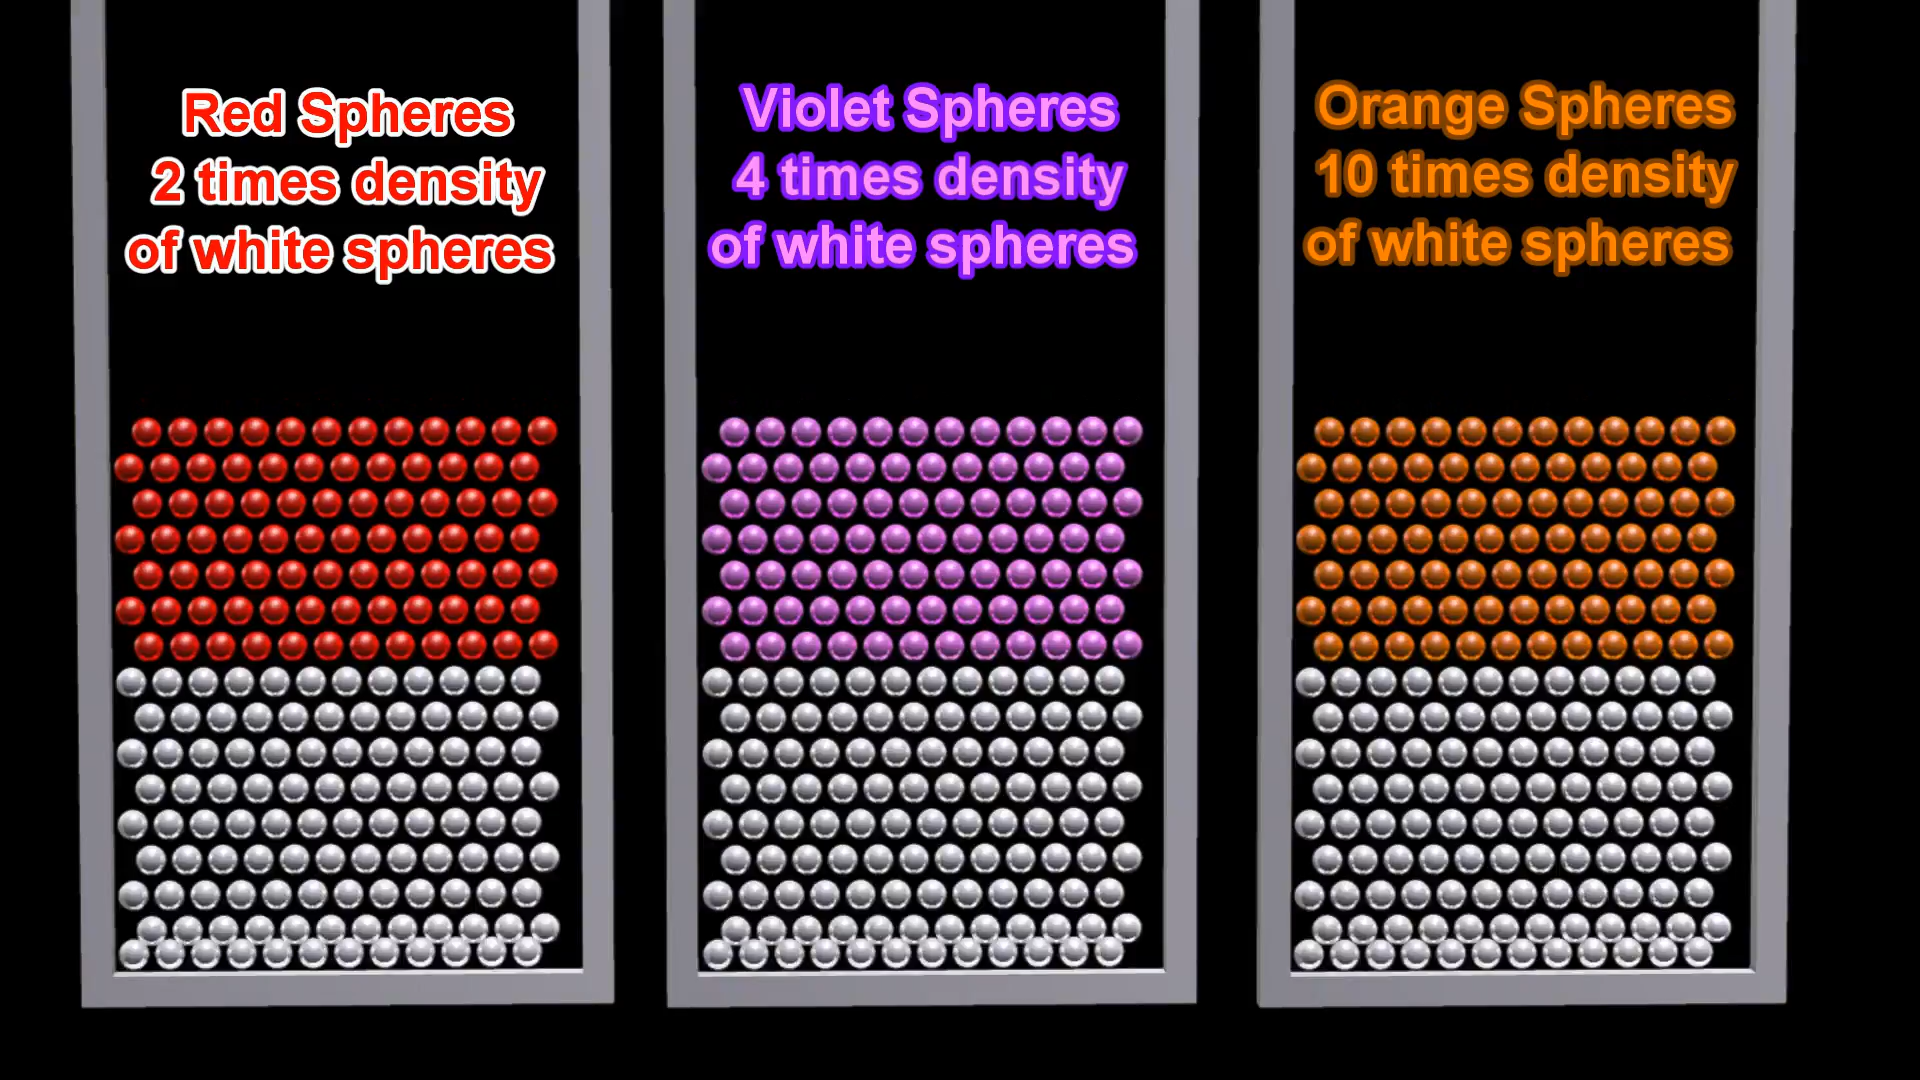 Red Spheres
2 times density
of white spheres
Violet Spheres
4 times density
of white spheres
Orange Spheres
10 times density
of white spheres